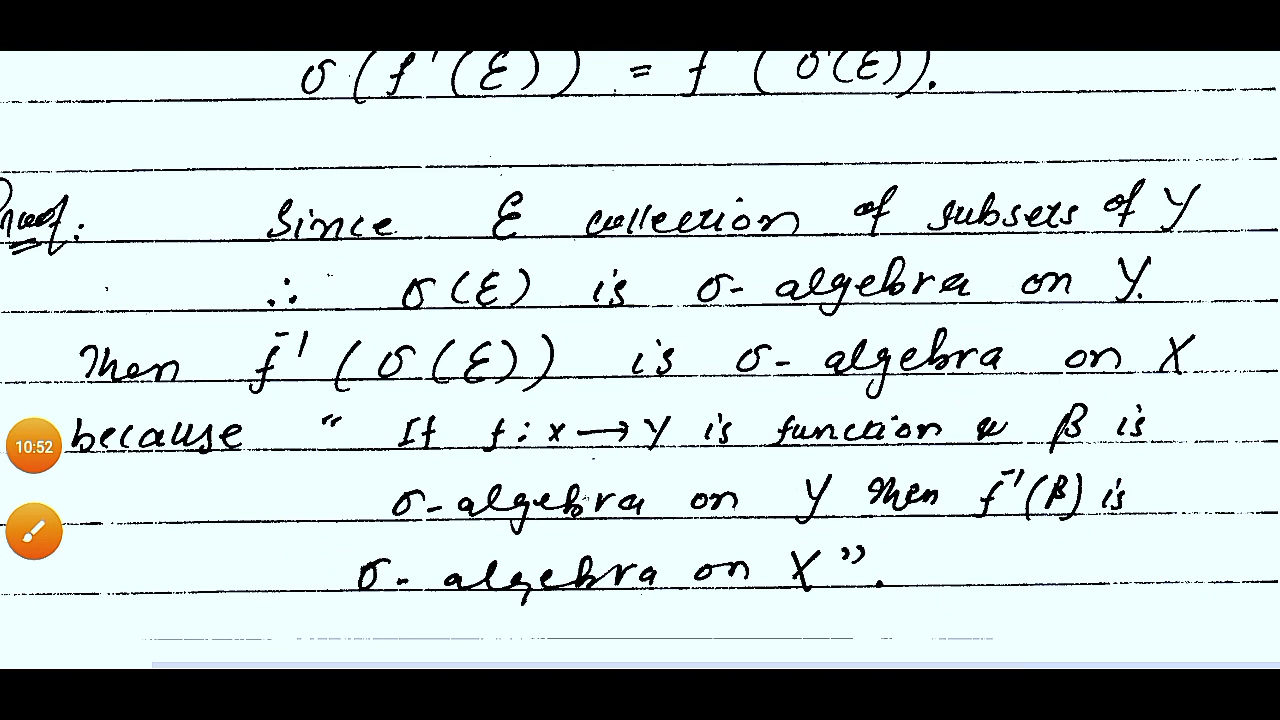 σ(f⁻¹(ℰ)) = f (σ(ℰ)).
Proof: Since ℰ collection of subsets of Y
∴ σ(ℰ) is σ-algebra on Y.
Then f⁻¹(σ(ℰ)) is σ-algebra on X
because " If f: X → Y is function & β is
σ-algebra on Y then f⁻¹(β) is
σ-algebra on X".
10:52